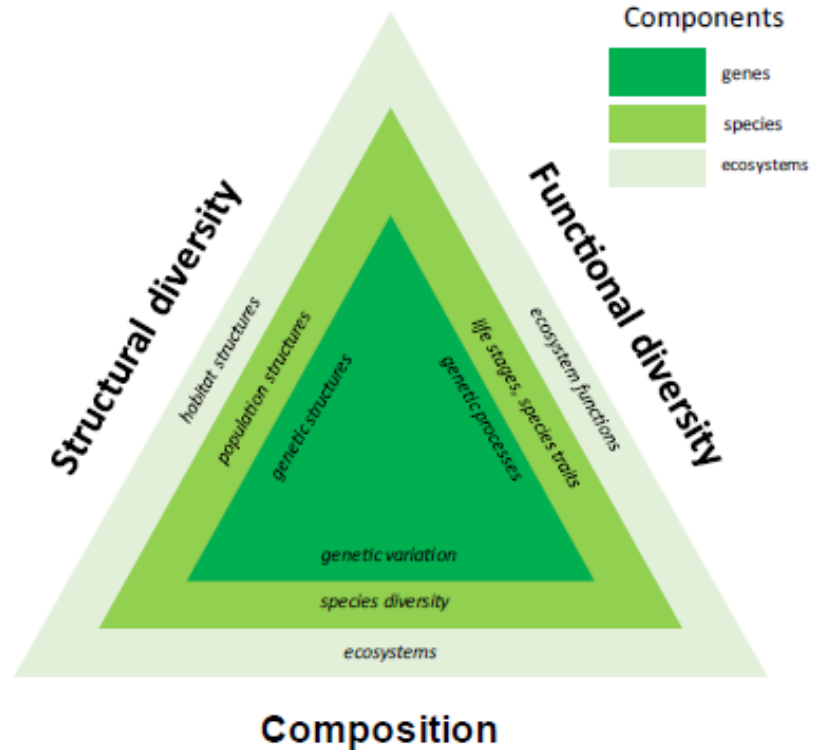 Components
genes
species
ecosystems
Structural diversity
Functional diversity
habitat structures
population structures
genetic structures
genetic processes
life stages, species traits
ecosystem functions
genetic variation
species diversity
ecosystems
Composition